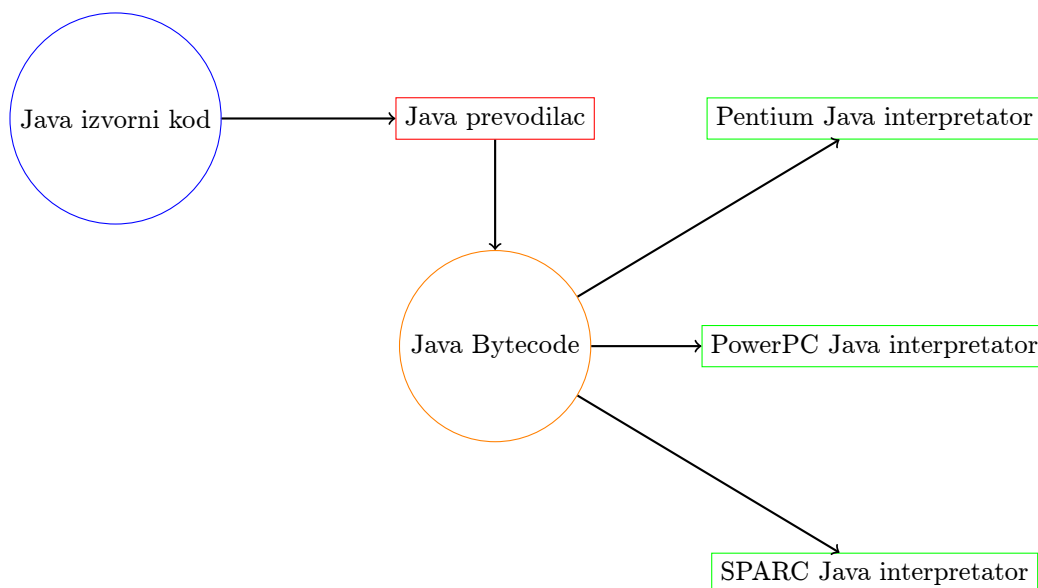 Java izvorni kod
Java prevodilac
Pentium Java interpretator
Java Bytecode
PowerPC Java interpretator
SPARC Java interpretator